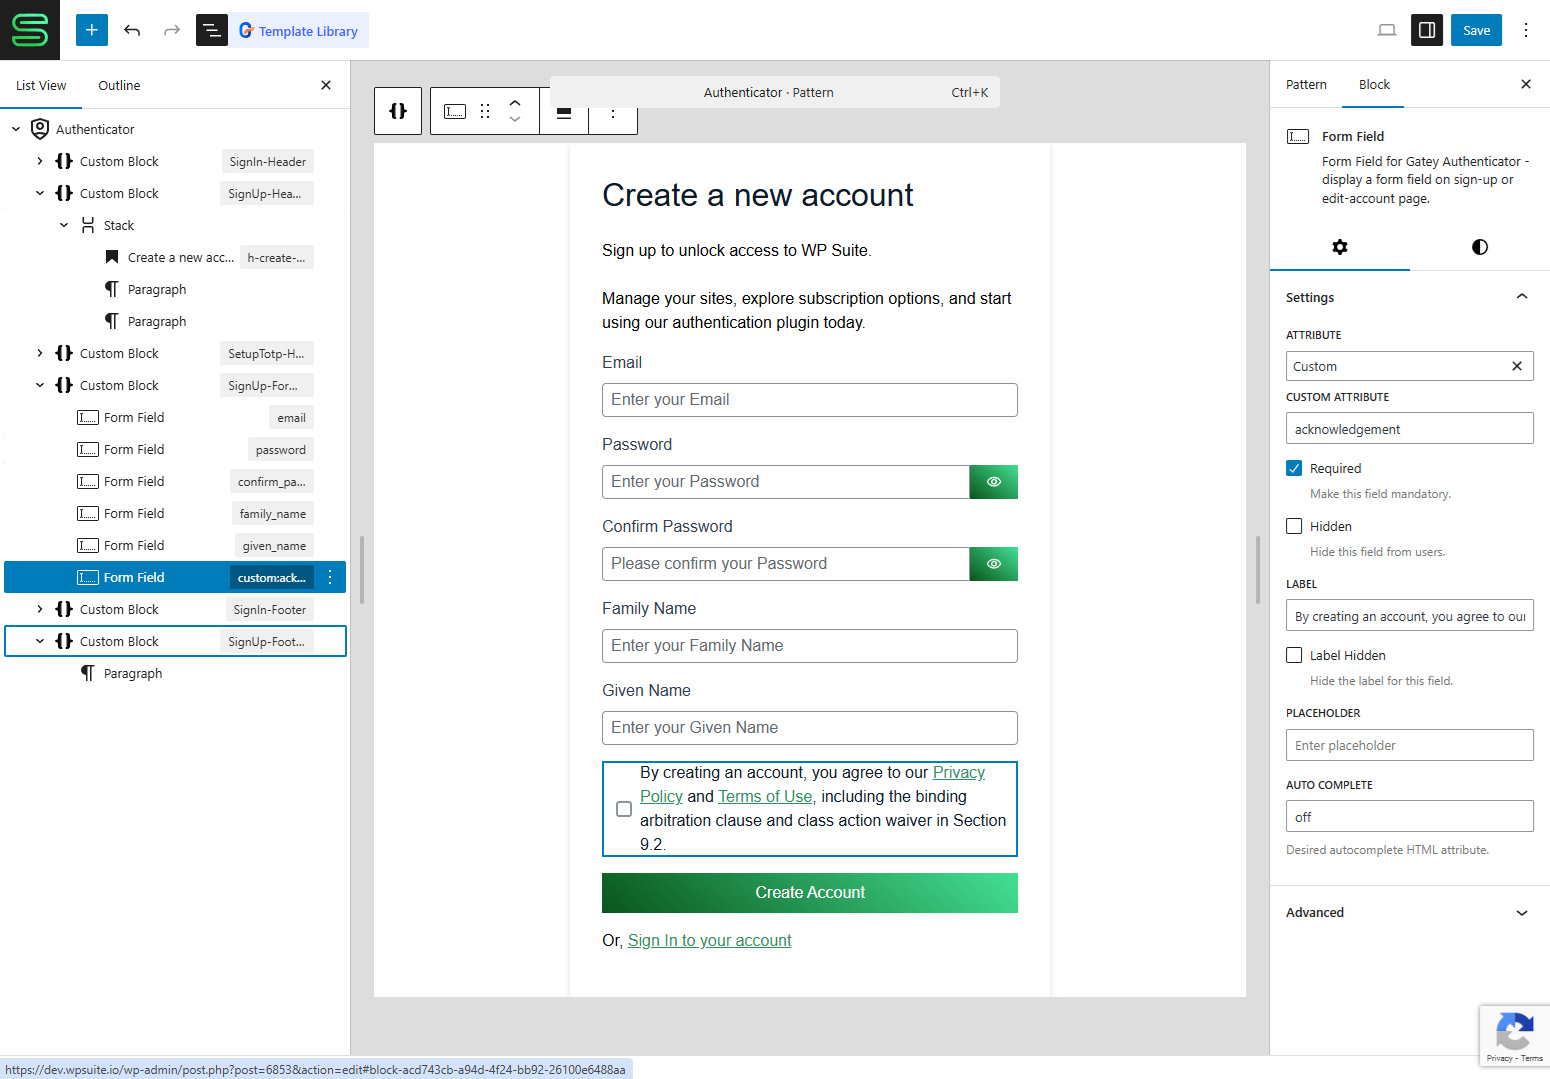 Template Library
Save
List View
Outline
Authenticator · Pattern
Ctrl+K
Pattern
Block
Authenticator
Custom Block
SignIn-Header
Custom Block
SignUp-Hea...
Stack
Create a new acc...
h-create-...
Paragraph
Paragraph
Custom Block
SetupTotp-H...
Custom Block
SignUp-For...
Form Field
email
Form Field
password
Form Field
confirm_pa...
Form Field
family_name
Form Field
given_name
Form Field
custom:ack...
Custom Block
SignIn-Footer
Custom Block
SignUp-Foot...
Paragraph
Create a new account
Sign up to unlock access to WP Suite.
Manage your sites, explore subscription options, and start
using our authentication plugin today.
Email
Enter your Email
Password
Enter your Password
Confirm Password
Please confirm your Password
Family Name
Enter your Family Name
Given Name
Enter your Given Name
By creating an account, you agree to our Privacy
Policy and Terms of Use, including the binding
arbitration clause and class action waiver in Section
9.2.
Create Account
Or, Sign In to your account
Form Field
Form Field for Gatey Authenticator -
display a form field on sign-up or
edit-account page.
Settings
ATTRIBUTE
Custom
CUSTOM ATTRIBUTE
acknowledgement
Required
Make this field mandatory.
Hidden
Hide this field from users.
LABEL
By creating an account, you agree to our
Label Hidden
Hide the label for this field.
PLACEHOLDER
Enter placeholder
AUTO COMPLETE
off
Desired autocomplete HTML attribute.
Advanced
Privacy - Terms
https://dev.wpsuite.io/wp-admin/post.php?post=6853&action=edit#block-acd743cb-a94d-4f24-bb92-26100e6488aa